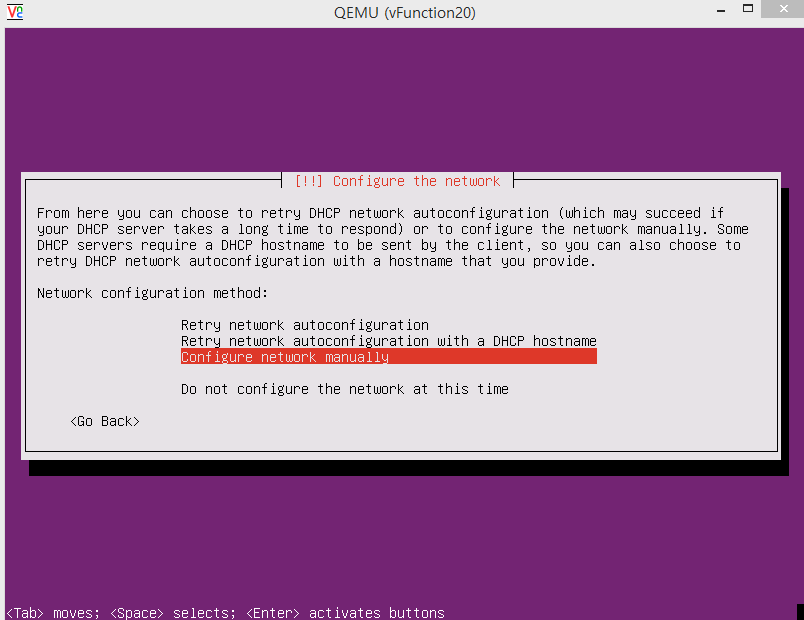 QEMU (vFunction20)
[!!] Configure the network
From here you can choose to retry DHCP network autoconfiguration (which may succeed if
your DHCP server takes a long time to respond) or to configure the network manually. Some
DHCP servers require a DHCP hostname to be sent by the client, so you can also choose to
retry DHCP network autoconfiguration with a hostname that you provide.
Network configuration method:
Retry network autoconfiguration
Retry network autoconfiguration with a DHCP hostname
Configure network manually
Do not configure the network at this time
<Go Back>
<Tab> moves; <Space> selects; <Enter> activates buttons